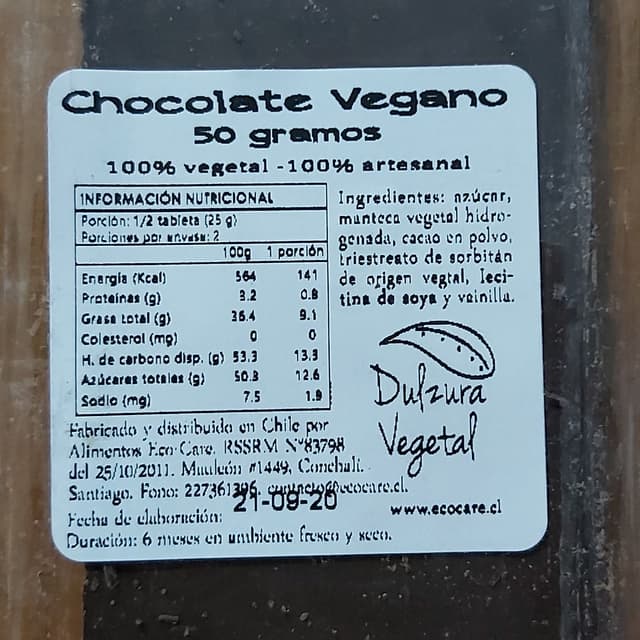 Chocolate Vegano
50 gramos
100% vegetal -100% artesanal
INFORMACIÓN NUTRICIONAL
Porción: 1/2 tableta (25 g)
Porciones por envase: 2
100g 1 porción
Energía (Kcal) 564 141
Proteínas (g) 3.2 0.8
Grasa total (g) 36.4 9.1
Colesterol (mg) 0 0
H. de carbono disp. (g) 53.3 13.3
Azúcares totales (g) 50.3 12.6
Sodio (mg) 7.5 1.9
Ingredientes: azúcar,
manteca vegetal hidro-
genada, cacao en polvo,
triestreato de sorbitán
de origen vegtal, leci-
tina de soya y vainilla.
Dulzura
Vegetal
www.ecocare.cl
Fabricado y distribuido en Chile por
Alimentos Eco Care. RSSRM N°83798
del 25/10/2011. #1449, Conchalí.
Santiago. Fono: 227361396. contacto@ecocare.cl.
Fecha de elaboración: 21-09-20
Duración: 6 meses en ambiente fresco y seco.